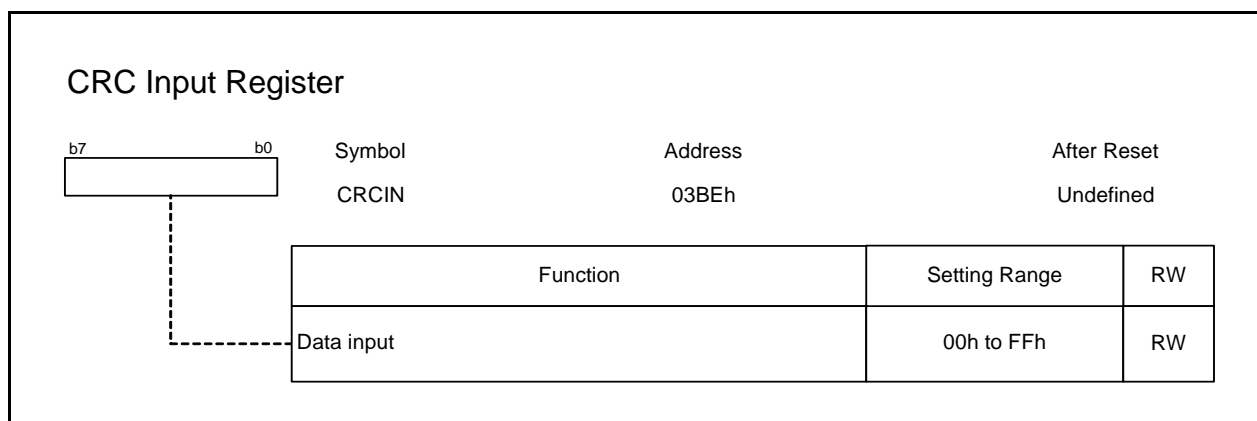 CRC Input Register
b7 b0 Symbol Address After Reset
CRCIN 03BEh Undefined
Function Setting Range RW
Data input 00h to FFh RW